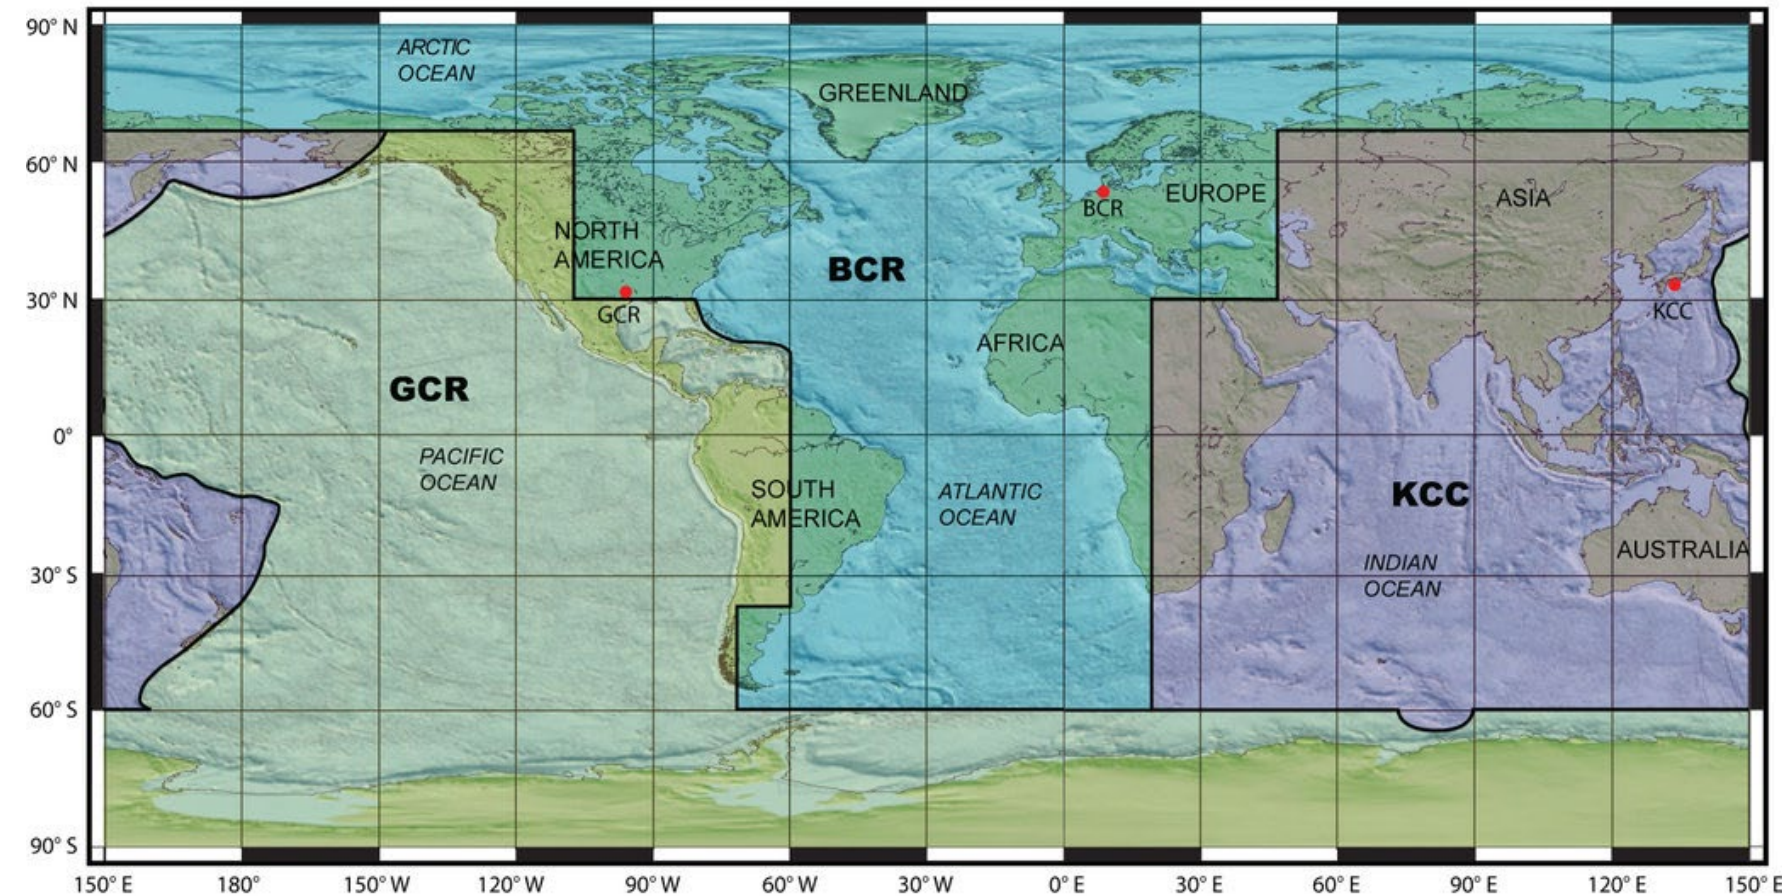 90° N
ARCTIC
OCEAN
GREENLAND
60° N
EUROPE
ASIA
BCR
NORTH
AMERICA
BCR
30° N
GCR
KCC
AFRICA
GCR
0°
PACIFIC
OCEAN
SOUTH
AMERICA
ATLANTIC
OCEAN
KCC
30° S
INDIAN
OCEAN
AUSTRALIA
60° S
90° S
150° E
180°
150° W
120° W
90° W
60° W
30° W
0° E
30° E
60° E
90° E
120° E
150° E